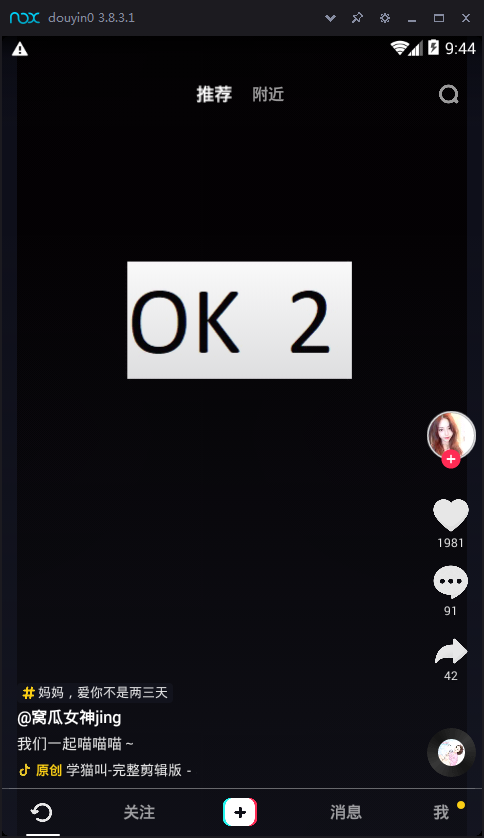 nox douyin0 3.8.3.1
9:44
推荐 附近
OK 2
1981
91
42
#妈妈，爱你不是两三天
@窝瓜女神jing
我们一起喵喵喵～
原创 学猫叫-完整剪辑版 -
关注 消息 我